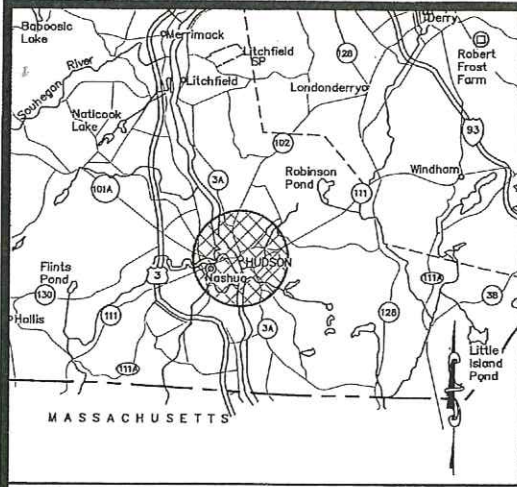 Baboosic
Lake
Merrimack
Derry
Litchfield
SP
128
Robert
Frost
Farm
Souhegan River
Litchfield
Londonderry
Naticook
Lake
93
102
101A
3A
Robinson
Pond
111
Windham
HUDSON
Nashua
Flints
Pond
3
111A
130
38
Hollis
111
3A
128
111A
Little
Island
Pond
MASSACHUSETTS